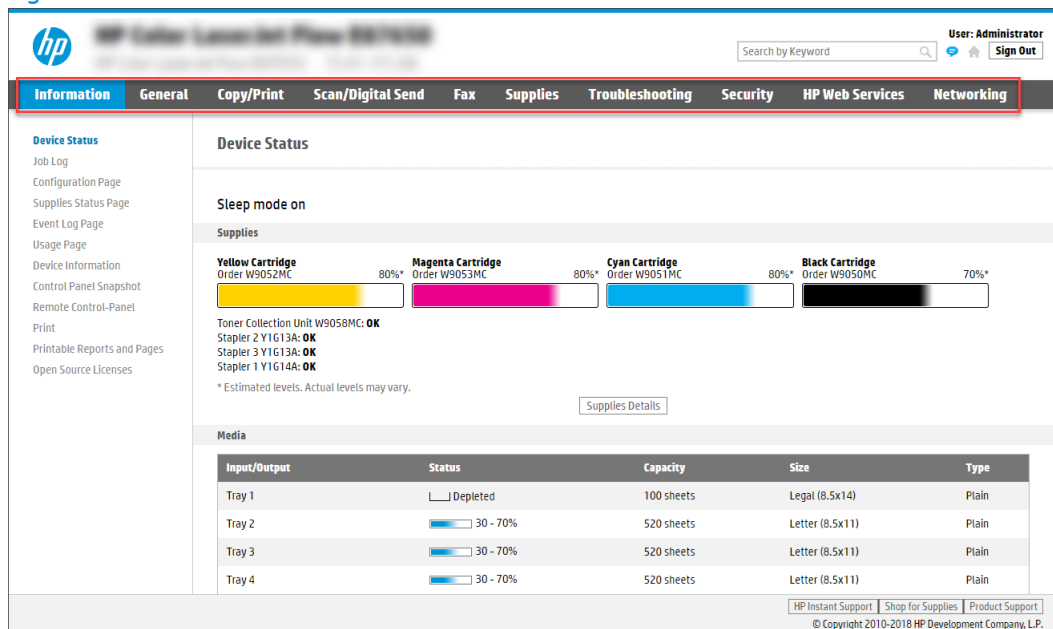 hp
User: Administrator
Search by Keyword
Sign Out
Information General Copy/Print Scan/Digital Send Fax Supplies Troubleshooting Security HP Web Services Networking
Device Status
Job Log
Configuration Page
Supplies Status Page
Event Log Page
Usage Page
Device Information
Control Panel Snapshot
Remote Control-Panel
Print
Printable Reports and Pages
Open Source Licenses
Device Status
Sleep mode on
Supplies
Yellow Cartridge
Order W9052MC 80%*
Magenta Cartridge
Order W9053MC 80%*
Cyan Cartridge
Order W9051MC 80%*
Black Cartridge
Order W9050MC 70%*
Toner Collection Unit W9058MC: OK
Stapler 2 Y1G13A: OK
Stapler 3 Y1G13A: OK
Stapler 1 Y1G14A: OK
* Estimated levels. Actual levels may vary.
Supplies Details
Media
Input/Output Status Capacity Size Type
Tray 1 Depleted 100 sheets Legal (8.5x14) Plain
Tray 2 30 - 70% 520 sheets Letter (8.5x11) Plain
Tray 3 30 - 70% 520 sheets Letter (8.5x11) Plain
Tray 4 30 - 70% 520 sheets Letter (8.5x11) Plain
HP Instant Support Shop for Supplies Product Support
© Copyright 2010-2018 HP Development Company, L.P.